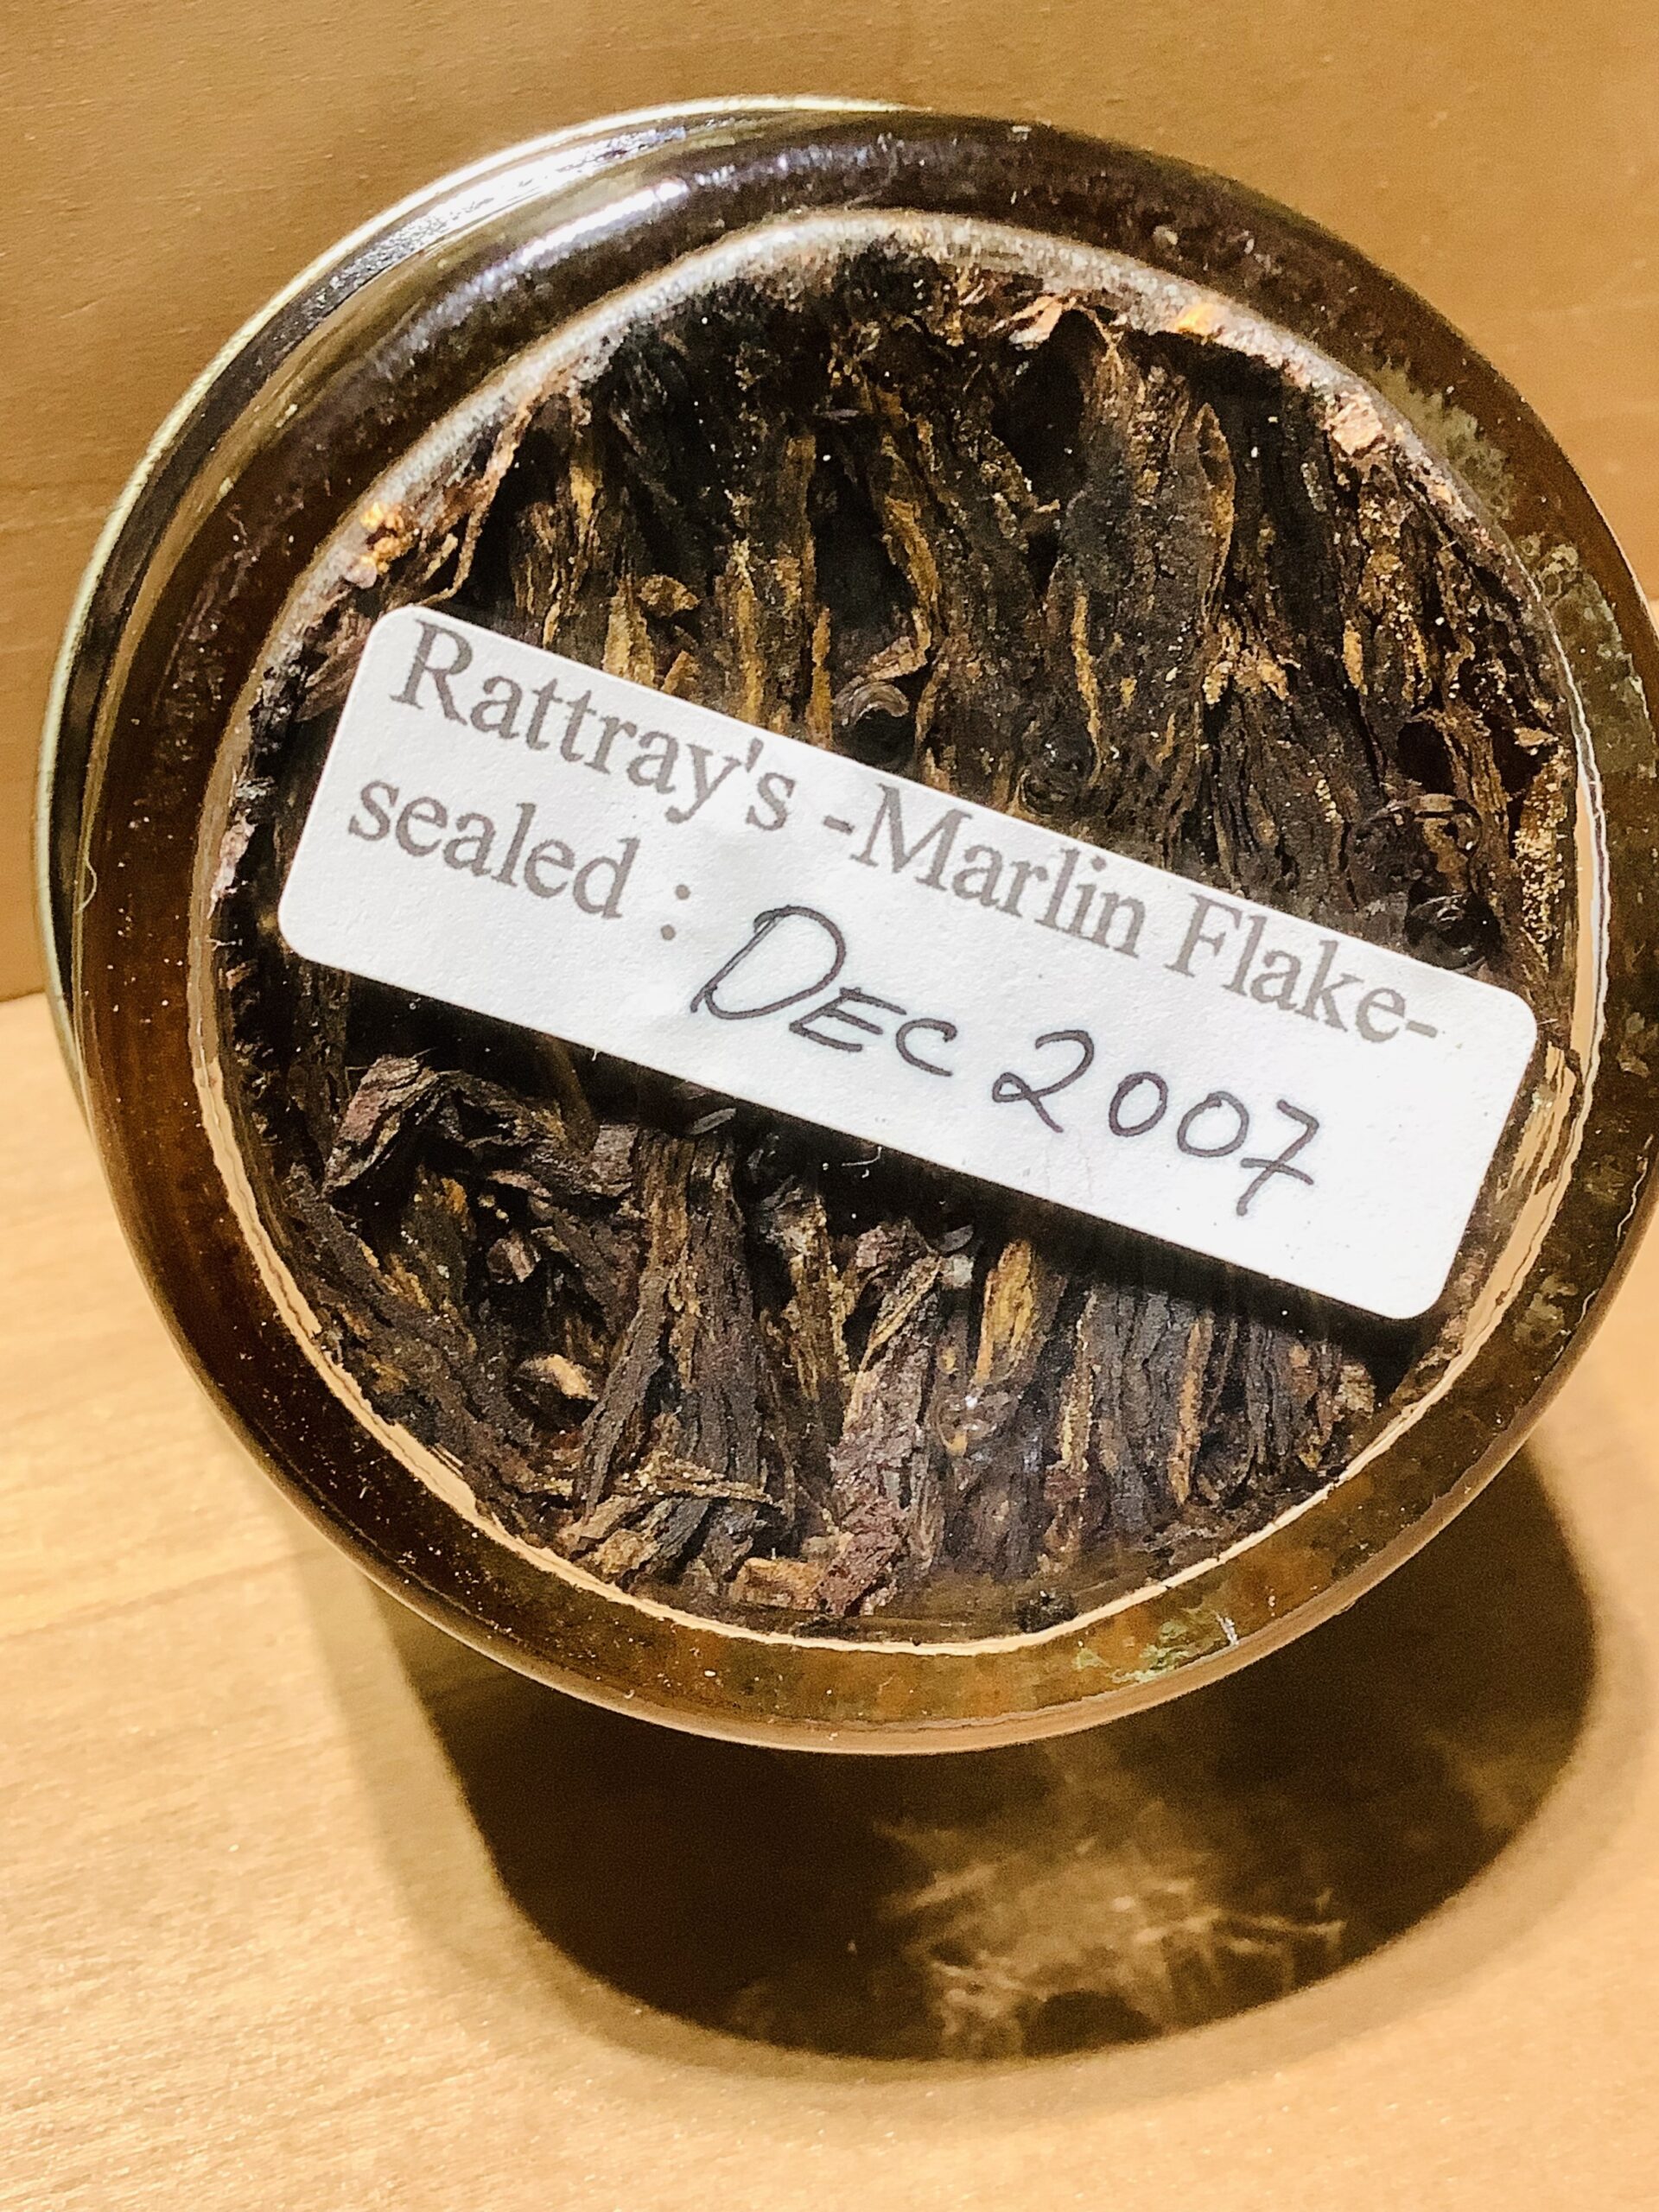 Rattray's -Marlin Flake-
sealed : DEC 2007